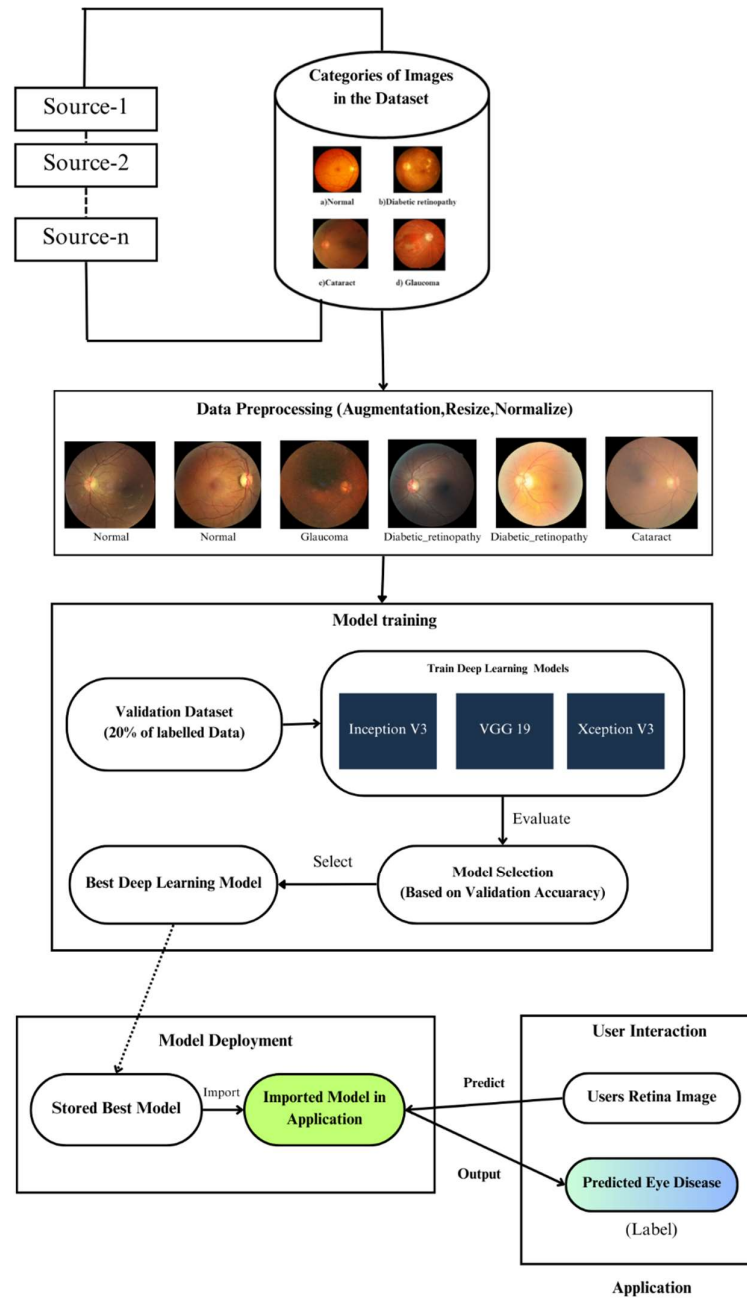 Categories of Images
in the Dataset
Source-1
Source-2
Source-n
a)Normal
b)Diabetic retinopathy
c)Cataract
d) Glaucoma
Data Preprocessing (Augmentation,Resize,Normalize)
Normal
Normal
Glaucoma
Diabetic_retinopathy
Diabetic_retinopathy
Cataract
Model training
Train Deep Learning Models
Validation Dataset
(20% of labelled Data)
Inception V3
VGG 19
Xception V3
Evaluate
Best Deep Learning Model
Select
Model Selection
(Based on Validation Accuaracy)
Model Deployment
Stored Best Model
Import
Imported Model in
Application
User Interaction
Predict
Users Retina Image
Output
Predicted Eye Disease
(Label)
Application